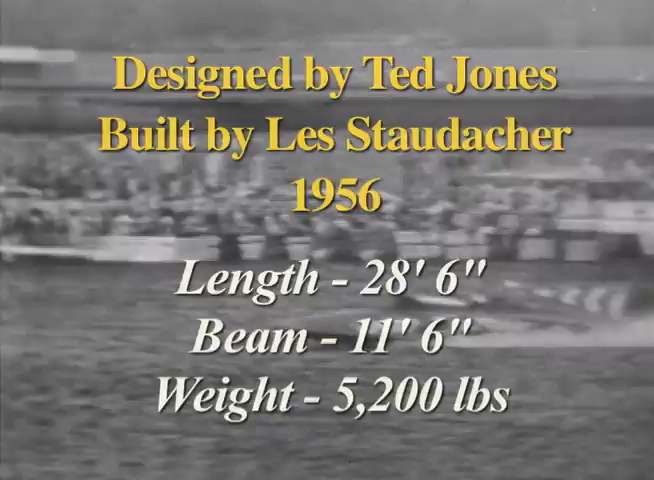 Designed by Ted Jones
Built by Les Staudacher
1956
Length - 28' 6"
Beam - 11' 6"
Weight - 5,200 lbs